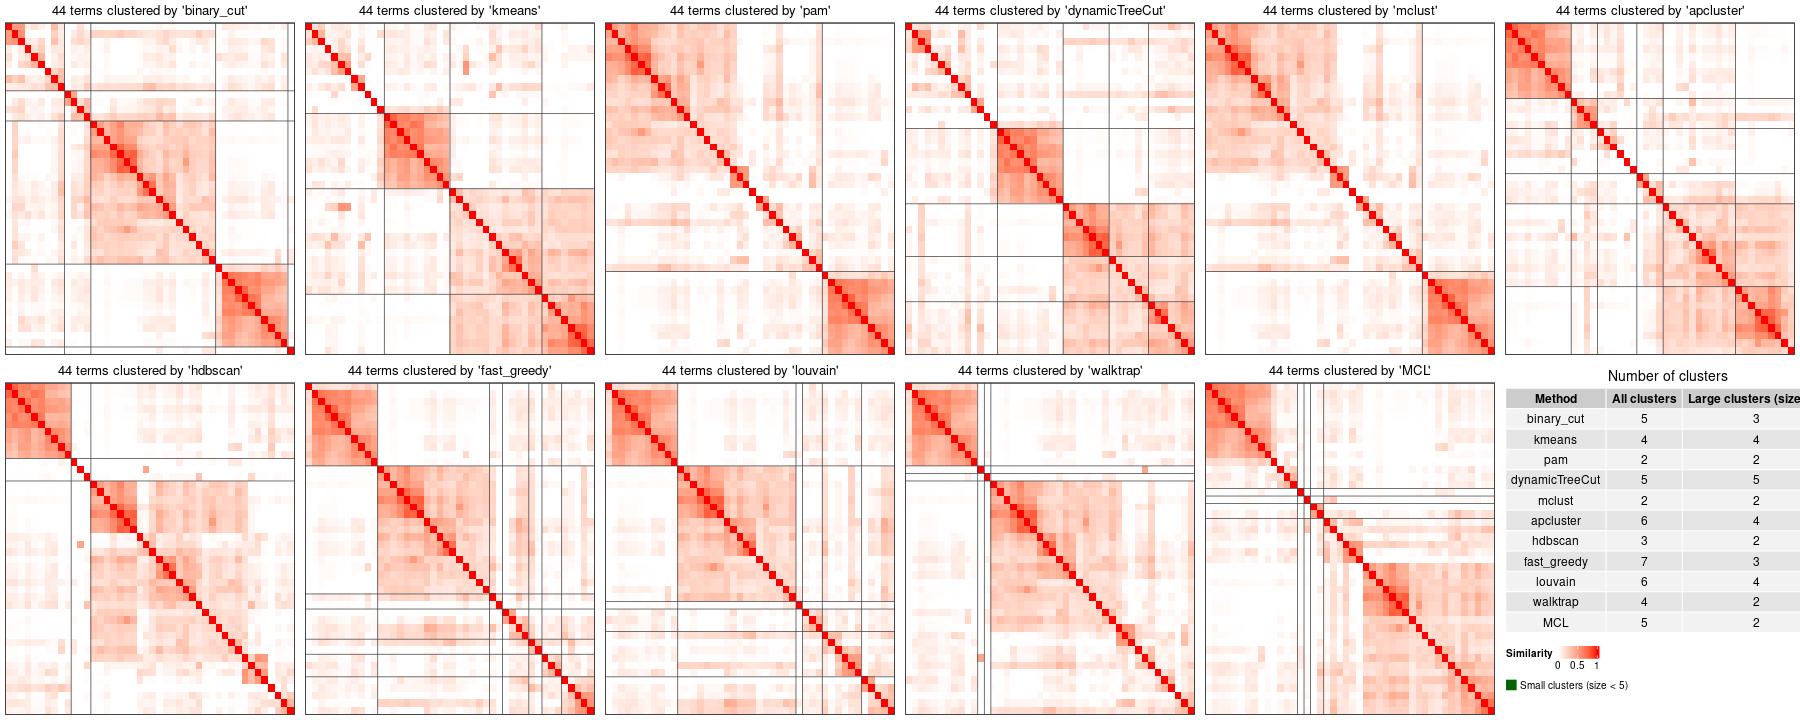 44 terms clustered by 'binary_cut'
44 terms clustered by 'kmeans'
44 terms clustered by 'pam'
44 terms clustered by 'dynamicTreeCut'
44 terms clustered by 'mclust'
44 terms clustered by 'apcluster'
44 terms clustered by 'hdbscan'
44 terms clustered by 'fast_greedy'
44 terms clustered by 'louvain'
44 terms clustered by 'walktrap'
44 terms clustered by 'MCL'
Number of clusters
Method All clusters Large clusters (size
binary_cut 5 3
kmeans 4 4
pam 2 2
dynamicTreeCut 5 5
mclust 2 2
apcluster 6 4
hdbscan 3 2
fast_greedy 7 3
louvain 6 4
walktrap 4 2
MCL 5 2
Similarity
0 0.5 1
Small clusters (size < 5)